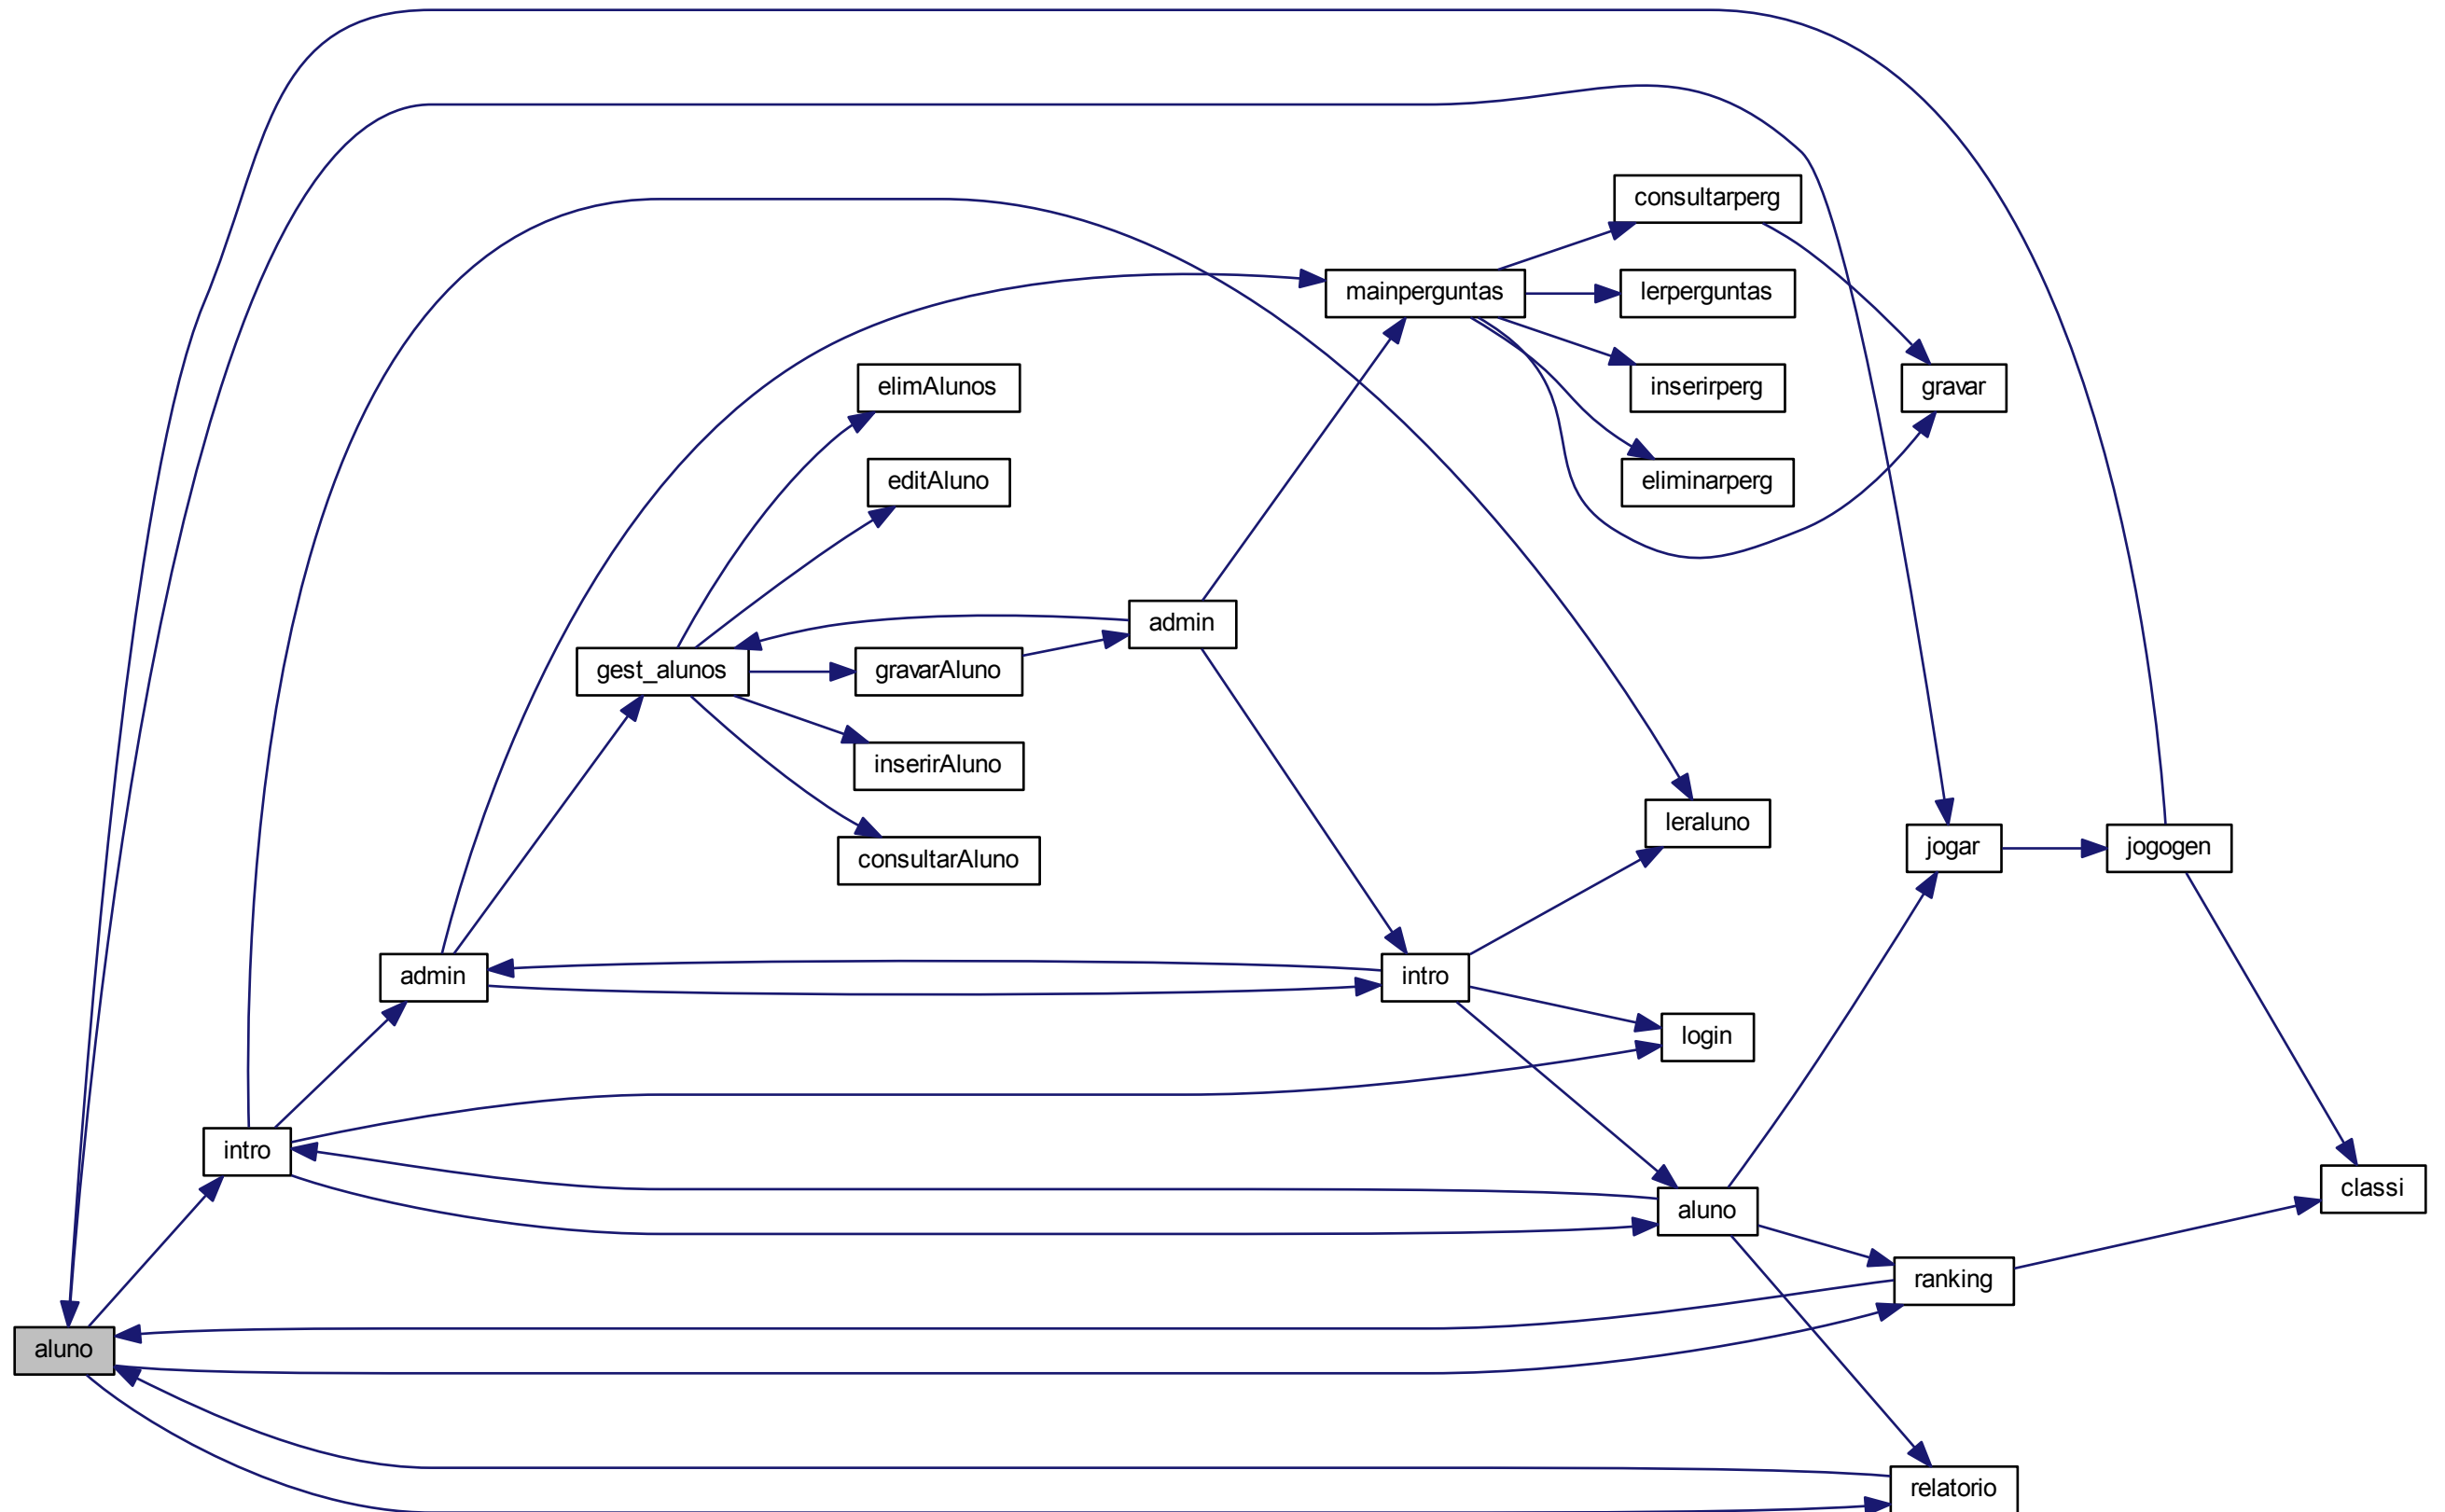 consultarperg
mainperguntas
lerperguntas
elimAlunos
inserirperg
gravar
editAluno
eliminarperg
admin
gest_alunos
gravarAluno
inserirAluno
leraluno
consultarAluno
jogar
jogogen
admin
intro
login
intro
classi
aluno
ranking
aluno
relatorio